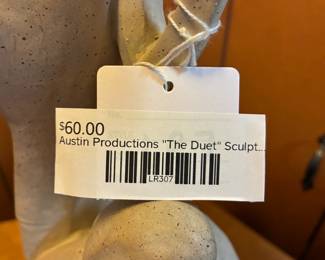 $60.00
Austin Productions "The Duet" Sculpt...
LR307